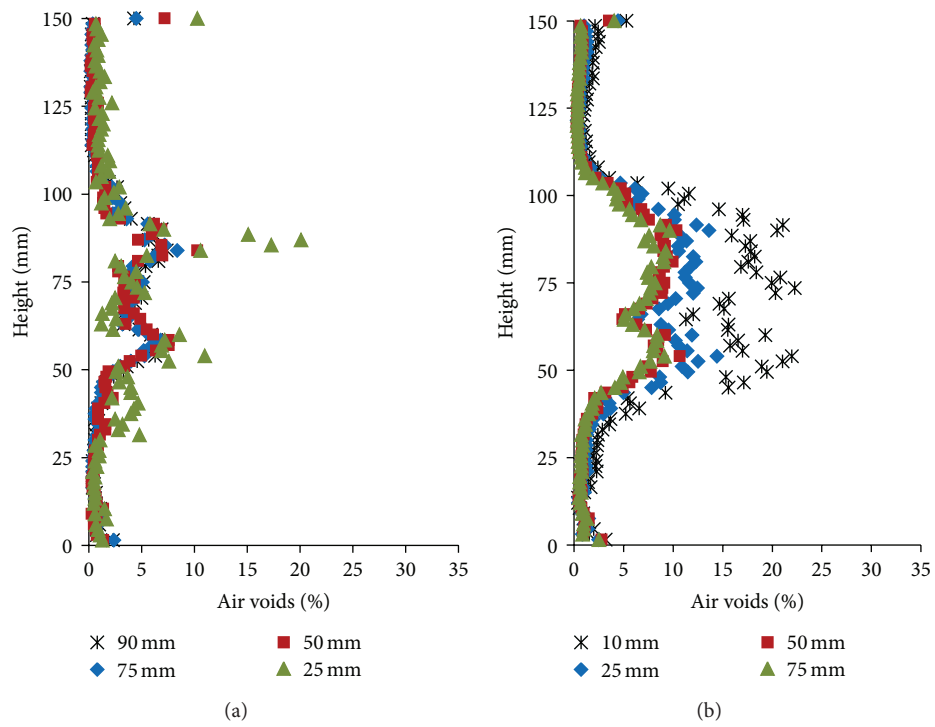 150
125
100
75
50
25
0
Height (mm)
0 5 10 15 20 25 30 35
Air voids (%)
90 mm 50 mm
75 mm 25 mm
(a)
150
125
100
75
50
25
0
Height (mm)
0 5 10 15 20 25 30 35
Air voids (%)
10 mm 50 mm
25 mm 75 mm
(b)